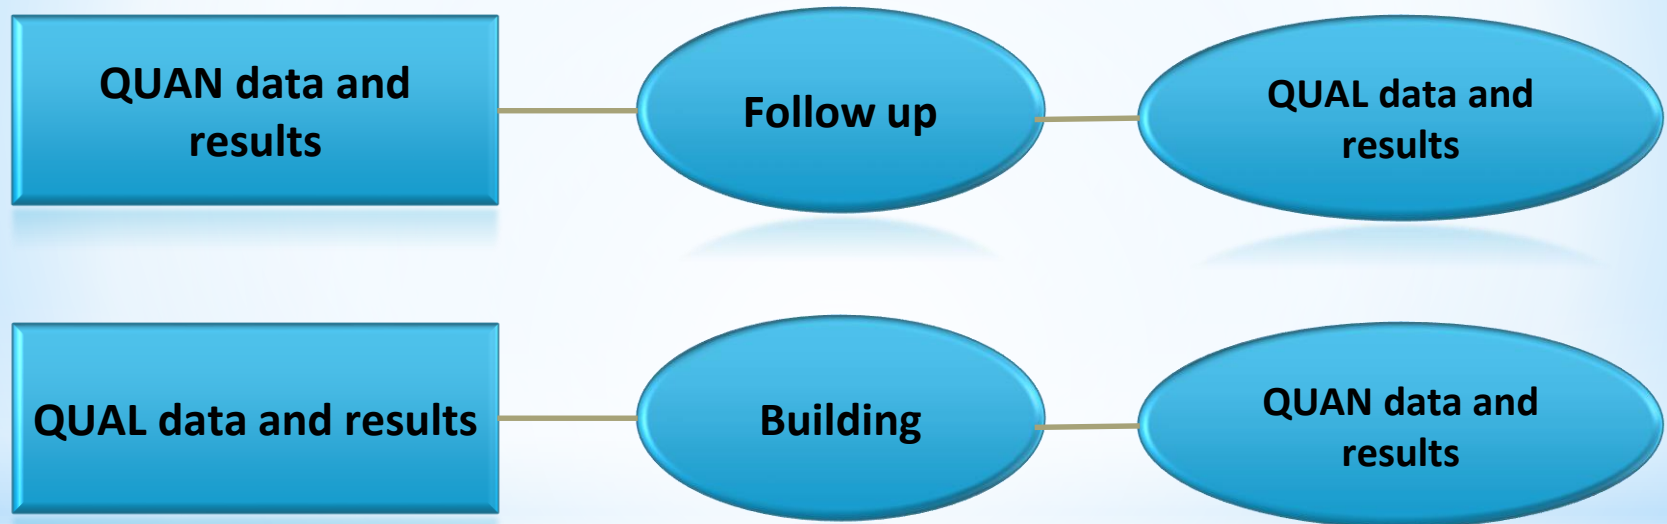 QUAN data and
results
Follow up
QUAL data and
results
QUAL data and results
Building
QUAN data and
results